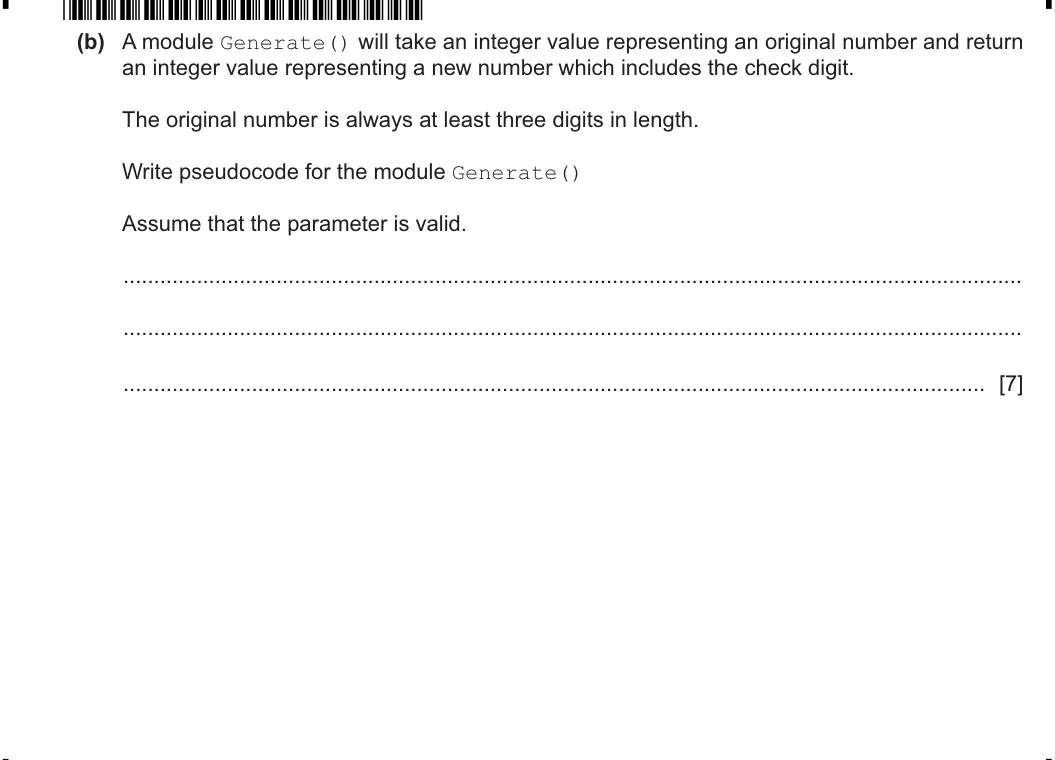 (b) A module Generate() will take an integer value representing an original number and return
an integer value representing a new number which includes the check digit.
The original number is always at least three digits in length.
Write pseudocode for the module Generate()
Assume that the parameter is valid.
...................................................................................................................................................
...................................................................................................................................................
............................................................................................................................................. [7]